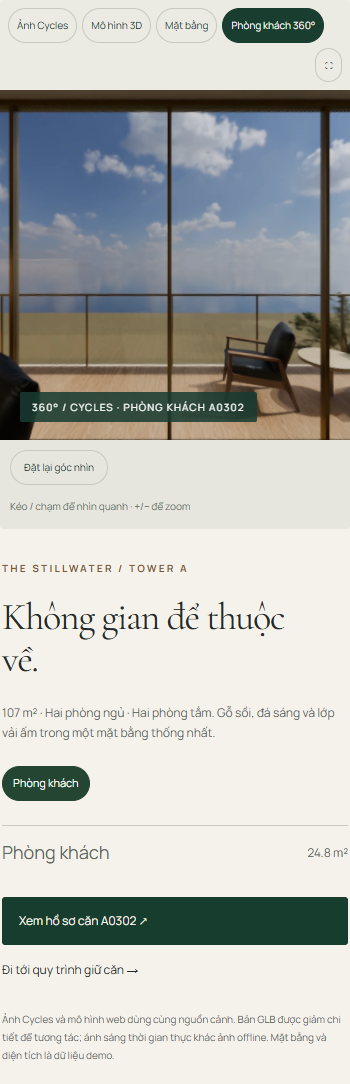 Ảnh Cycles
Mô hình 3D
Mặt bằng
Phòng khách 360°
360° / CYCLES · PHÒNG KHÁCH A0302
Đặt lại góc nhìn
Kéo / chạm để nhìn quanh · +/− để zoom
THE STILLWATER / TOWER A
Không gian để thuộc
về.
107 m² · Hai phòng ngủ · Hai phòng tắm. Gỗ sồi, đá sáng và lớp
vải ấm trong một mặt bằng thống nhất.
Phòng khách
Phòng khách 24.8 m²
Xem hồ sơ căn A0302 ↗
Đi tới quy trình giữ căn →
Ảnh Cycles và mô hình web dùng cùng nguồn cảnh. Bản GLB được giảm chi
tiết để tương tác; ánh sáng thời gian thực khác ảnh offline. Mặt bằng và
diện tích là dữ liệu demo.